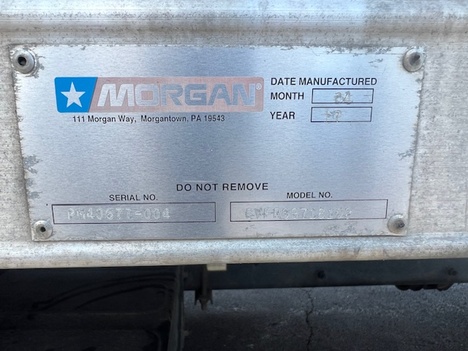 MORGAN®
DATE MANUFACTURED
MONTH
YEAR
111 Morgan Way, Morgantown, PA 19543
DO NOT REMOVE
SERIAL NO. MODEL NO.